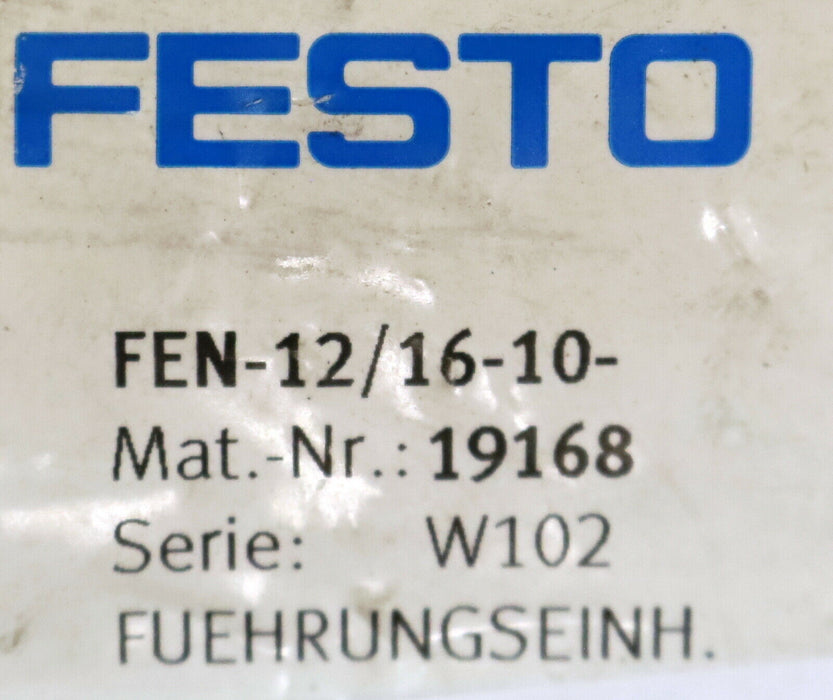 FESTO
FEN-12/16-10-
Mat.-Nr.: 19168
Serie: W102
FUEHRUNGSEINH.